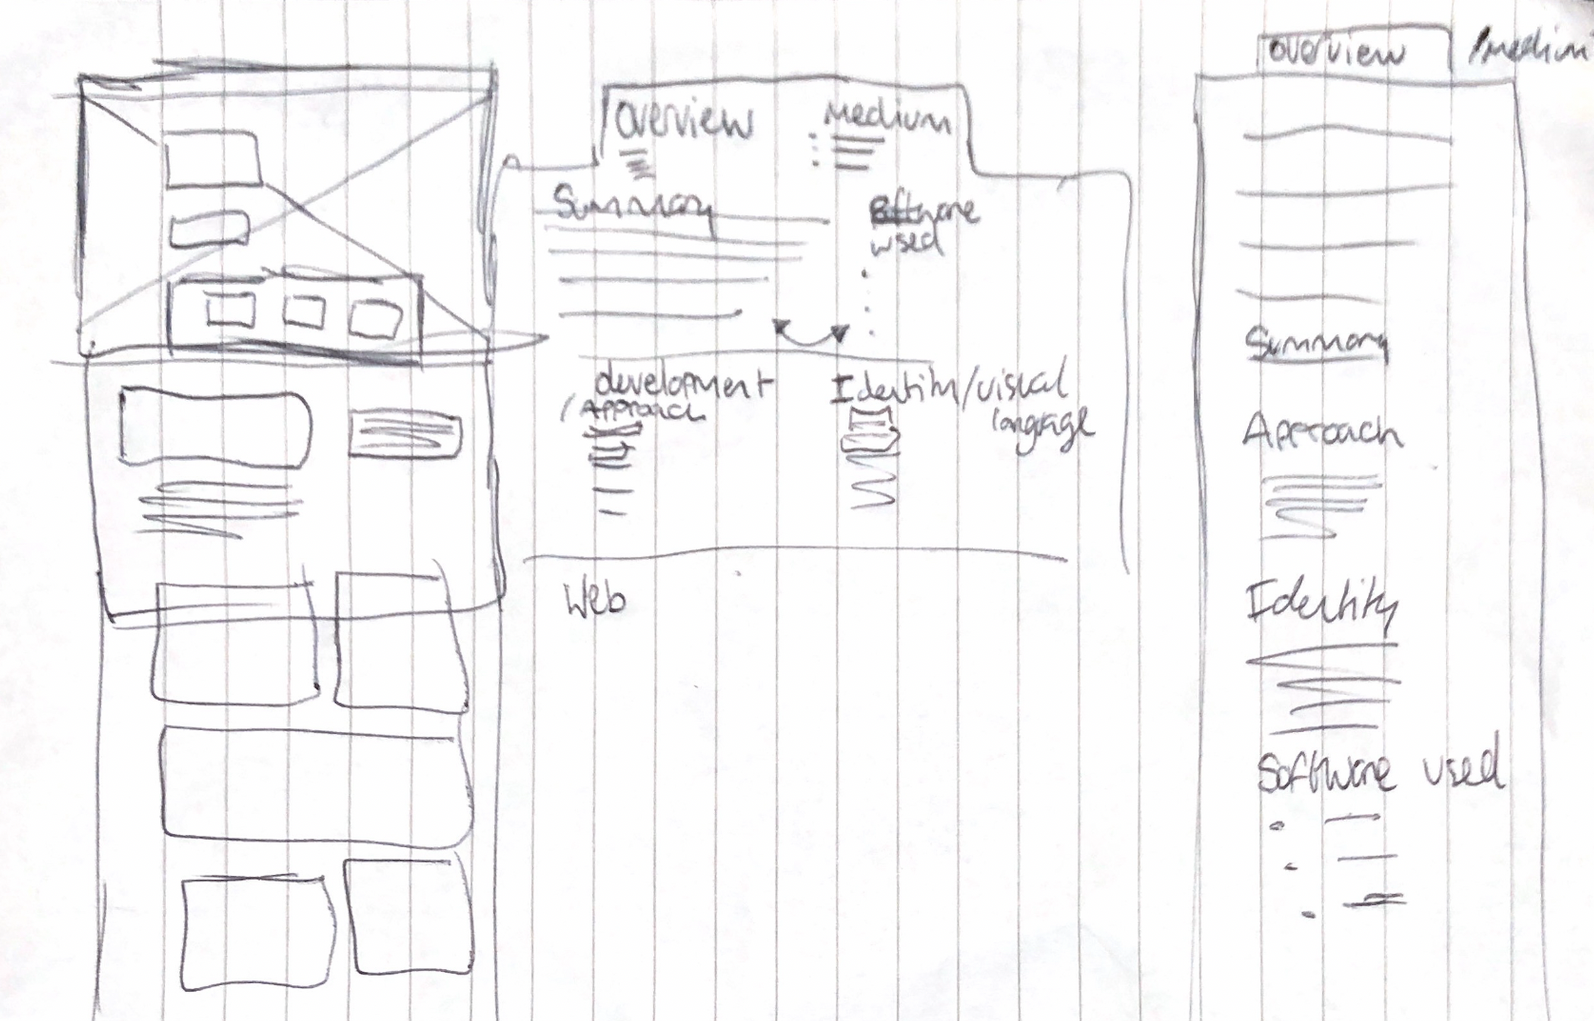 Overview
Medium
Summary
Software
used
development
/Approach
Identity/visual
language
Web
Overview
/medium
Summary
Approach
Identity
Software used